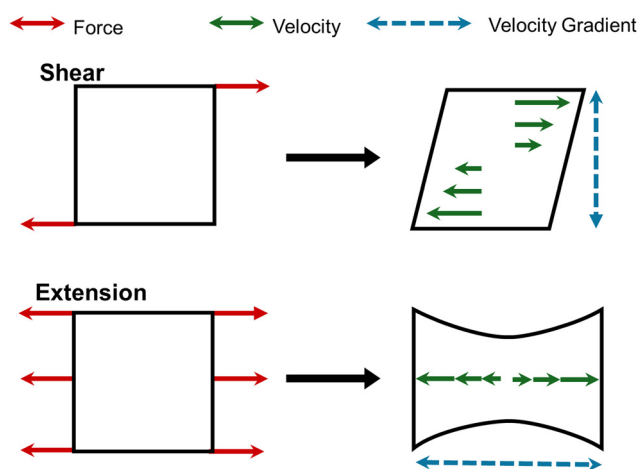 Force
Velocity
Velocity Gradient
Shear
Extension